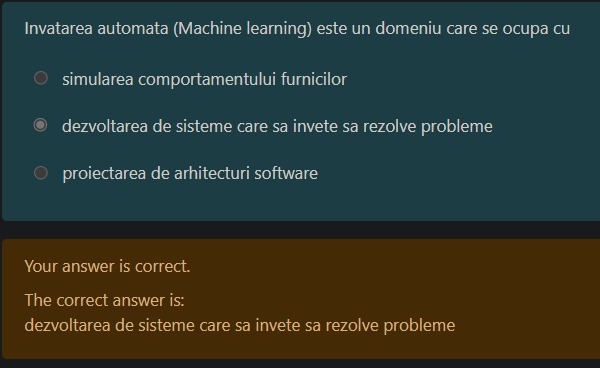 Invatarea automata (Machine learning) este un domeniu care se ocupa cu
simularea comportamentului furnicilor
dezvoltarea de sisteme care sa invete sa rezolve probleme
proiectarea de arhitecturi software
Your answer is correct.
The correct answer is:
dezvoltarea de sisteme care sa invete sa rezolve probleme